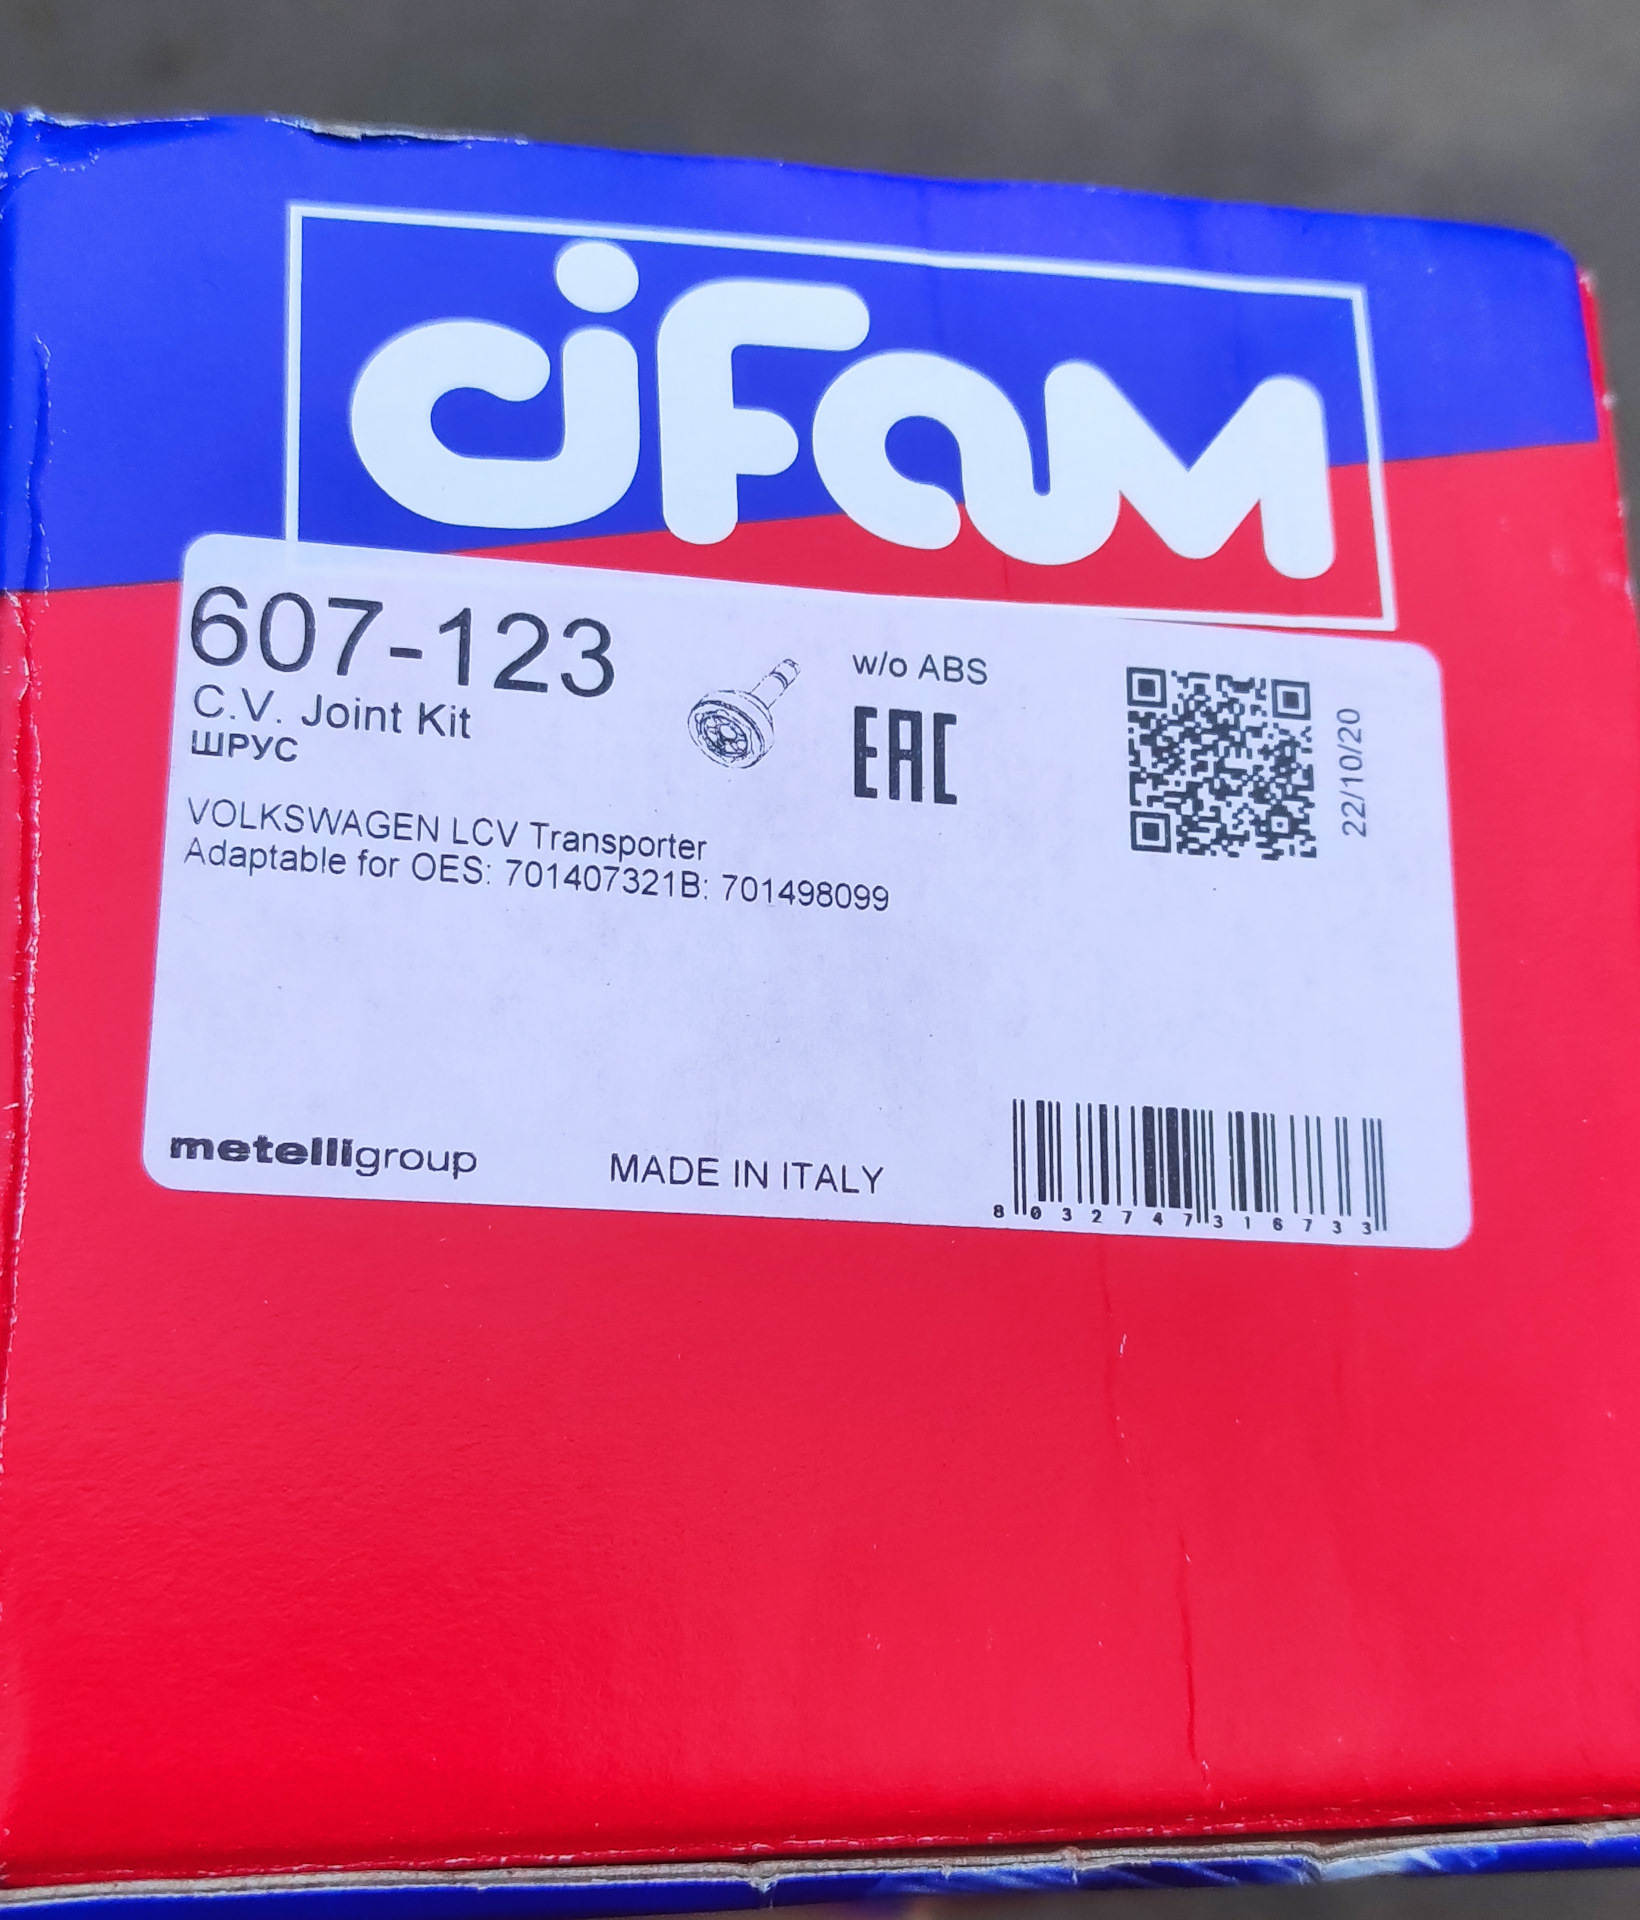 cifam
607-123
C.V. Joint Kit
ШРУС
w/o ABS
EAC
22/10/20
VOLKSWAGEN LCV Transporter
Adaptable for OES: 701407321B: 701498099
metelligroup
MADE IN ITALY
8032747316733